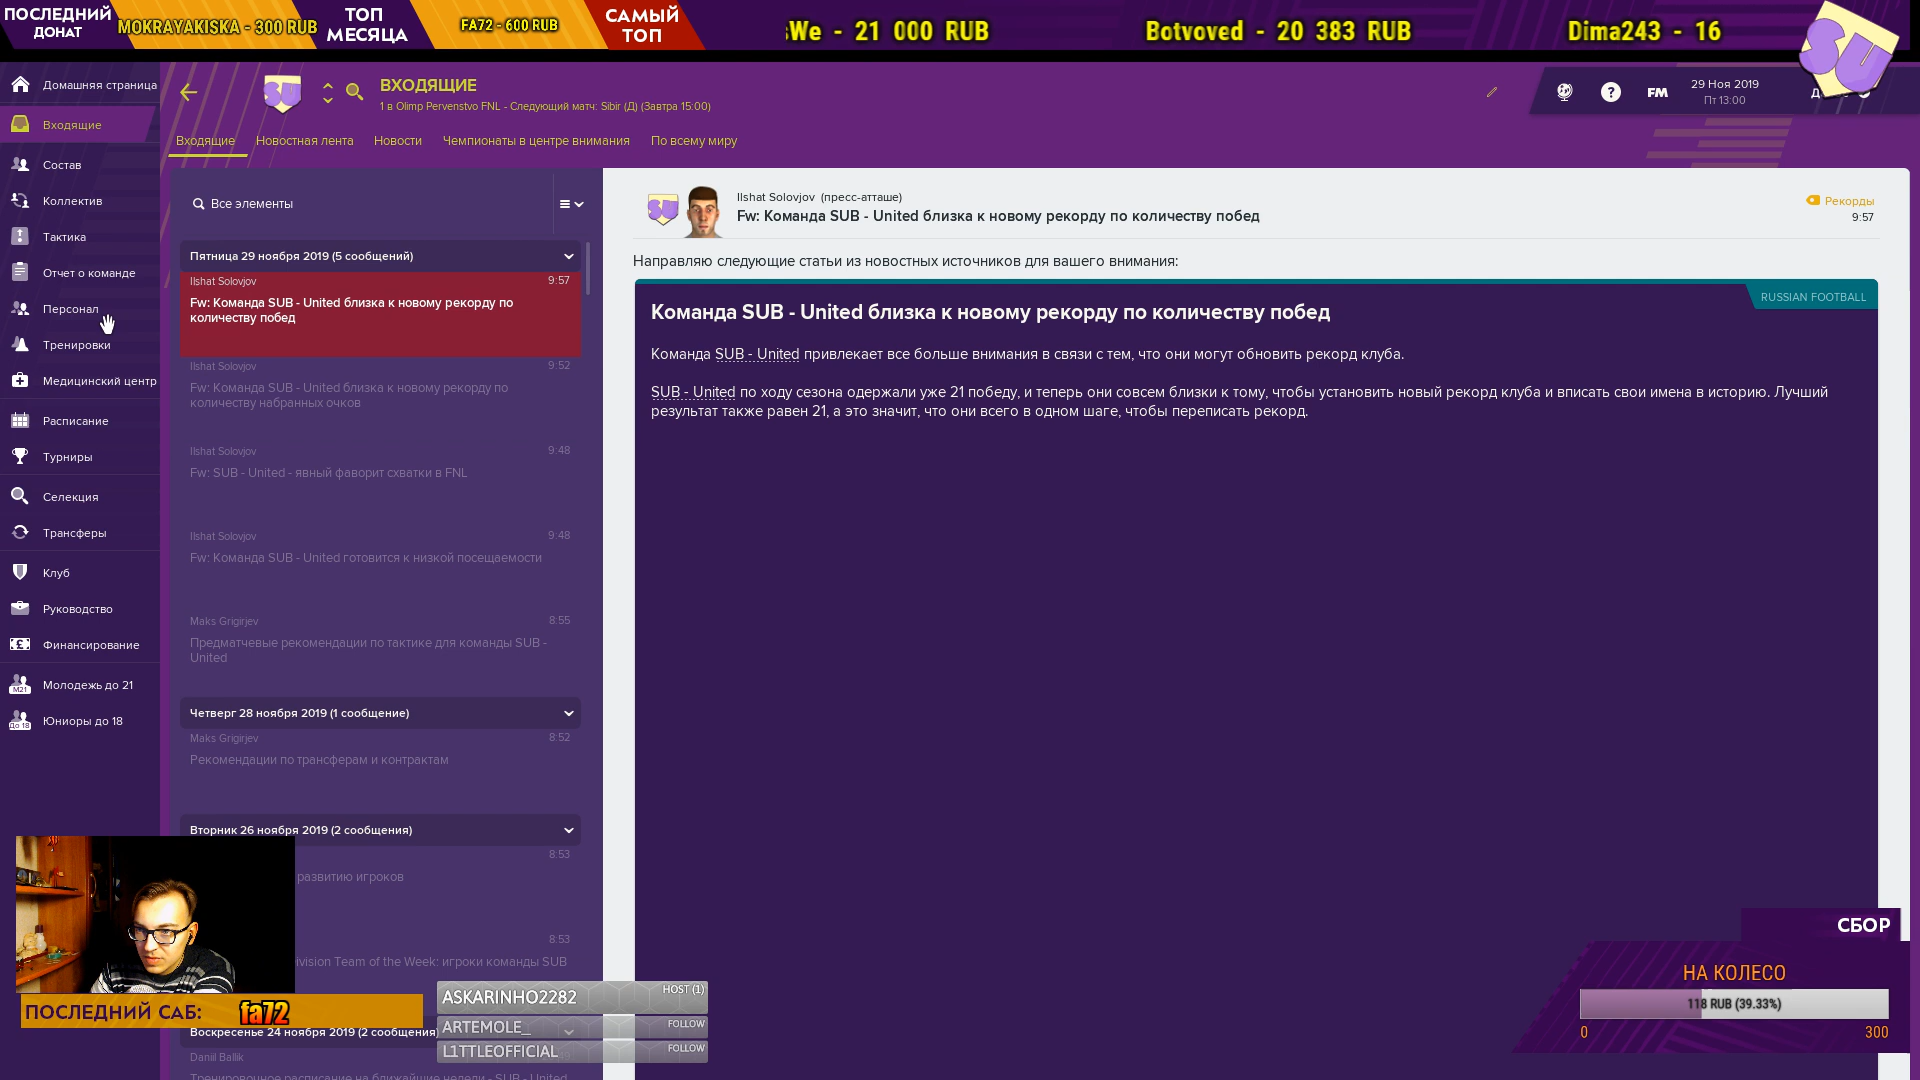 ПОСЛЕДНИЙ
ДОНАТ
MOKRAYAKISKA - 300 RUB
ТОП
МЕСЯЦА
FA72 - 600 RUB
САМЫЙ
ТОП
We - 21 000 RUB
Botvoved - 20 383 RUB
Dima243 - 16
SU
Домашняя страница
Входящие
Состав
Коллектив
Тактика
Отчет о команде
Персонал
Тренировки
Медицинский центр
Расписание
Турниры
Селекция
Трансферы
Клуб
Руководство
Финансирование
Молодежь до 21
Юниоры до 18
ВХОДЯЩИЕ
1 в Olimp Pervenstvo FNL - Следующий матч: Sibir (Д) (Завтра 15:00)
FM
29 Ноя 2019
Пт 13:00
Входящие
Новостная лента
Новости
Чемпионаты в центре внимания
По всему миру
Все элементы
Пятница 29 ноября 2019 (5 сообщений)
Ilshat Solovjov 9:57
Fw: Команда SUB - United близка к новому рекорду по
количеству побед
Ilshat Solovjov 9:52
Fw: Команда SUB - United близка к новому рекорду по
количеству набранных очков
Ilshat Solovjov 9:48
Fw: SUB - United - явный фаворит схватки в FNL
Ilshat Solovjov 9:48
Fw: Команда SUB - United готовится к низкой посещаемости
Maks Grigirjev 8:55
Предматчевые рекомендации по тактике для команды SUB -
United
Четверг 28 ноября 2019 (1 сообщение)
Maks Grigirjev 8:52
Рекомендации по трансферам и контрактам
Вторник 26 ноября 2019 (2 сообщения)
8:53
развитию игроков
8:53
ivision Team of the Week: игроки команды SUB
Воскресенье 24 ноября 2019 (2 сообщения)
Daniil Ballik
Тренировочное расписание на ближайшие недели - SUB - United
Ilshat Solovjov (пресс-атташе)
Fw: Команда SUB - United близка к новому рекорду по количеству побед
Рекорды
9:57
Направляю следующие статьи из новостных источников для вашего внимания:
RUSSIAN FOOTBALL
Команда SUB - United близка к новому рекорду по количеству побед
Команда SUB - United привлекает все больше внимания в связи с тем, что они могут обновить рекорд клуба.
SUB - United по ходу сезона одержали уже 21 победу, и теперь они совсем близки к тому, чтобы установить новый рекорд клуба и вписать свои имена в историю. Лучший
результат также равен 21, а это значит, что они всего в одном шаге, чтобы переписать рекорд.
ПОСЛЕДНИЙ САБ: fa72
ASKARINHO2282 HOST (1)
ARTEMOLE_ FOLLOW
L1TTLEOFFICIAL FOLLOW
СБОР
НА КОЛЕСО
118 RUB (39.33%)
0 300